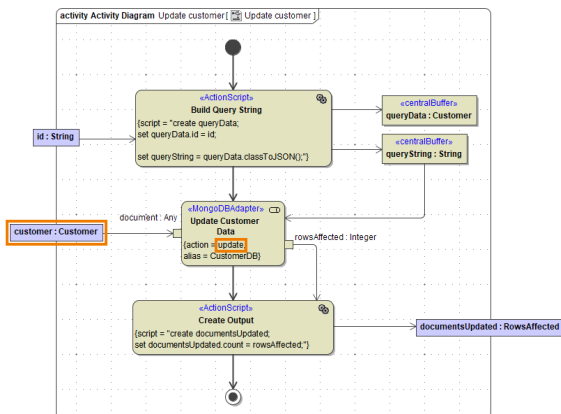 activity Activity Diagram Update customer [ Update customer ]
«ActionScript»
Build Query String
{script = "create queryData;
set queryData.id = id;
set queryString = queryData.classToJSON();"}
id : String
«centralBuffer»
queryData : Customer
«centralBuffer»
queryString : String
document : Any
customer : Customer
«MongoDBAdapter»
Update Customer
Data
{action = update,
alias = CustomerDB}
rowsAffected : Integer
«ActionScript»
Create Output
{script = "create documentsUpdated;
set documentsUpdated.count = rowsAffected;"}
documentsUpdated : RowsAffected